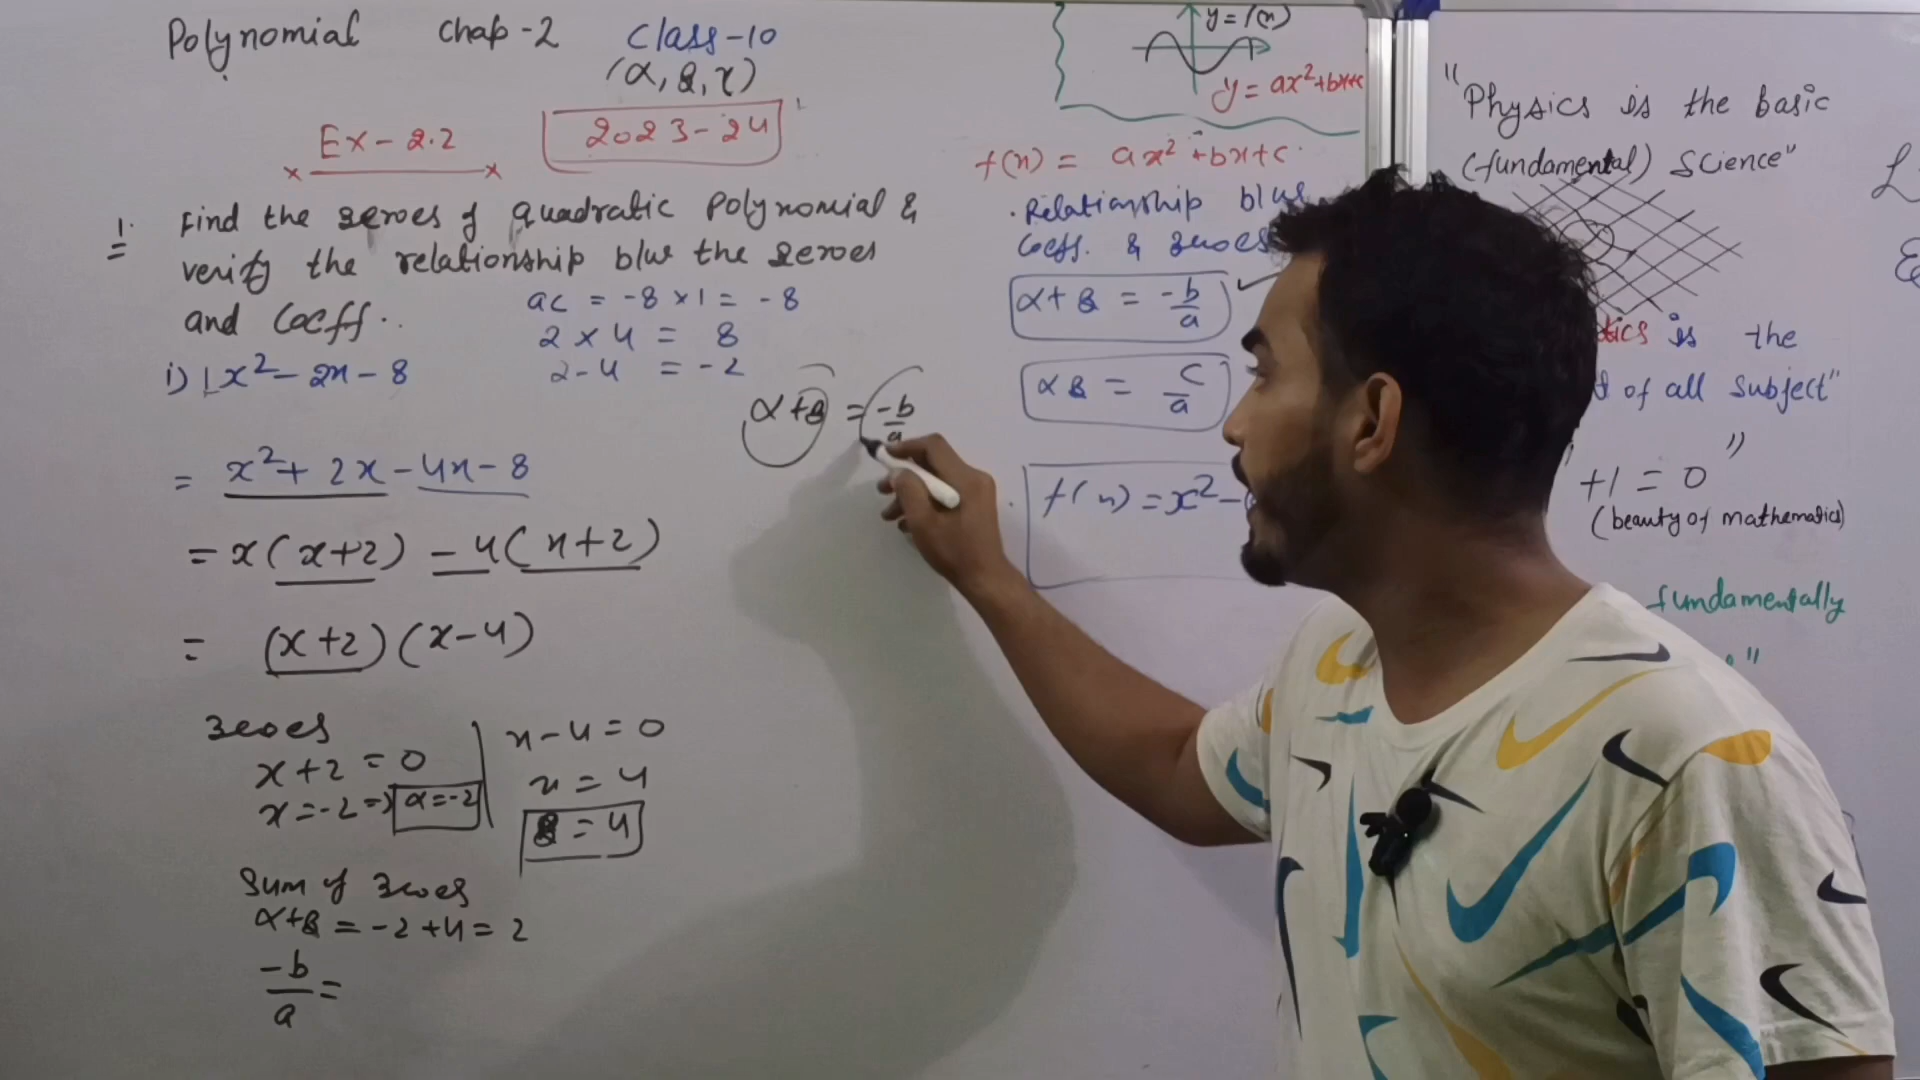 Polynomial Chap-2 Class-10
(α, β, γ)
Ex - 2.2 2023-24
1. Find the zeroes of quadratic polynomial &
verify the relationship b/w the zeroes
and Coeff..
ac = -8 × 1 = -8
2 × 4 = 8
2-4 = -2
i) 1x² - 2x - 8
= x² + 2x - 4x - 8
= x(x+2) - 4(x+2)
= (x+2)(x-4)
zeroes
x+2 = 0
x = -2 ⇒ α = -2
x-4 = 0
x = 4
β = 4
Sum of zeroes
α+β = -2+4 = 2
-b/a =
α+β = -b/a
y = f(x)
y = ax²+bx+c
f(x) = ax²+bx+c
· Relationship b/w
Coeff. & zeroes
α+β = -b/a
αβ = c/a
f(x) = x² -
"Physics is the basic
(fundamental) Science"
is the
of all subject"
+1 = 0 "
(beauty of mathematics)
fundamentally
"